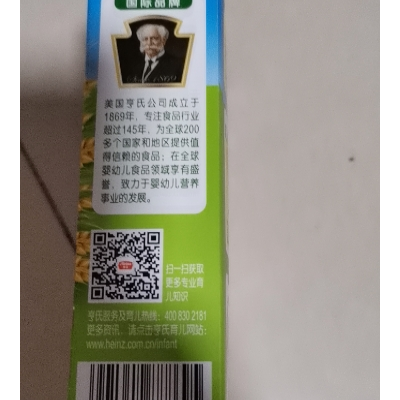 国际品牌
1869
美国亨氏公司成立于
1869年，专注食品行业
超过145年，为全球200
多个国家和地区提供值
得信赖的食品；在全球
婴幼儿食品领域享有盛
誉，致力于婴幼儿营养
事业的发展。
扫一扫获取
更多专业育
儿知识
亨氏服务及育儿热线：400 830 2181
更多资讯，请点击亨氏育儿网站：
www.heinz.com.cn/infant